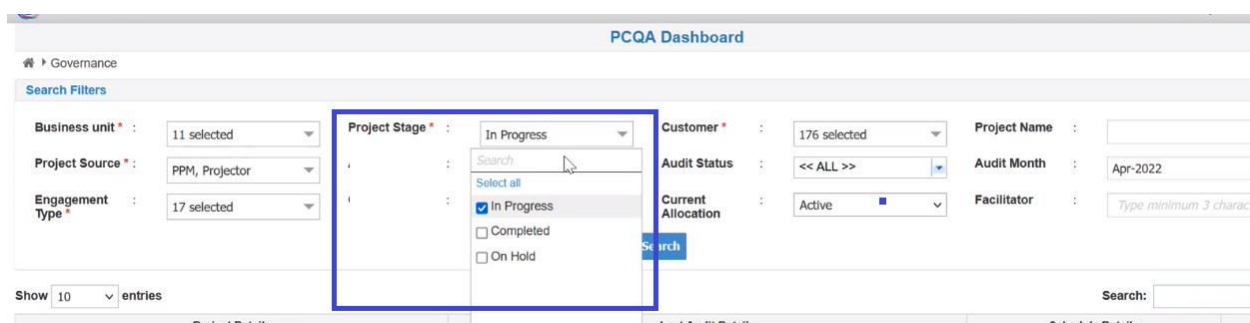 PCQA Dashboard
Governance
Search Filters
Business unit * : 11 selected Project Stage * : In Progress Customer * : 176 selected Project Name :
Project Source * : PPM, Projector : Search Audit Status : << ALL >> Audit Month : Apr-2022
Select all
Engagement Type * : 17 selected : In Progress Current Allocation : Active Facilitator : Type minimum 3 charac
Completed
Search
On Hold
Show 10 entries Search: